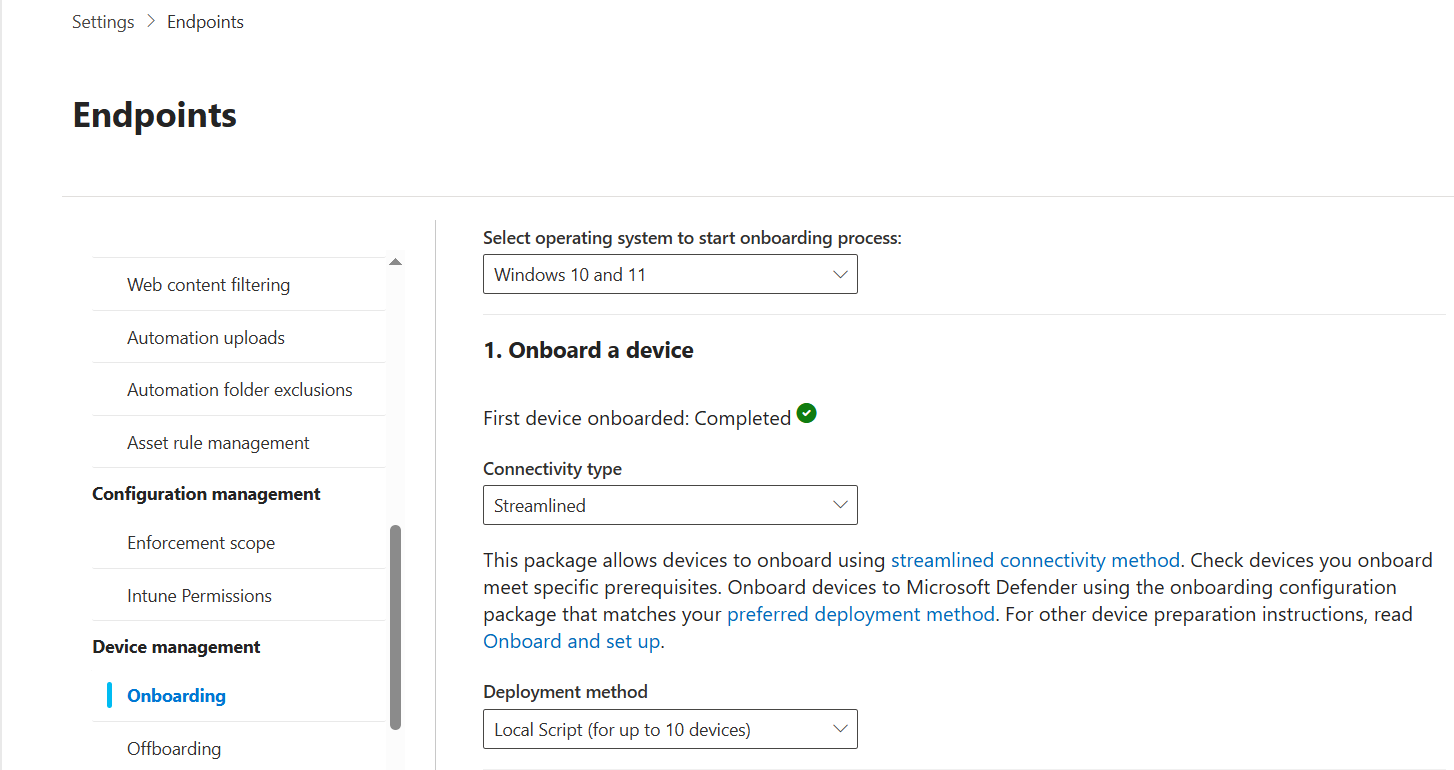 Settings > Endpoints
Endpoints
Web content filtering
Automation uploads
Automation folder exclusions
Asset rule management
Configuration management
Enforcement scope
Intune Permissions
Device management
Onboarding
Offboarding
Select operating system to start onboarding process:
Windows 10 and 11
1. Onboard a device
First device onboarded: Completed
Connectivity type
Streamlined
This package allows devices to onboard using streamlined connectivity method. Check devices you onboard
meet specific prerequisites. Onboard devices to Microsoft Defender using the onboarding configuration
package that matches your preferred deployment method. For other device preparation instructions, read
Onboard and set up.
Deployment method
Local Script (for up to 10 devices)